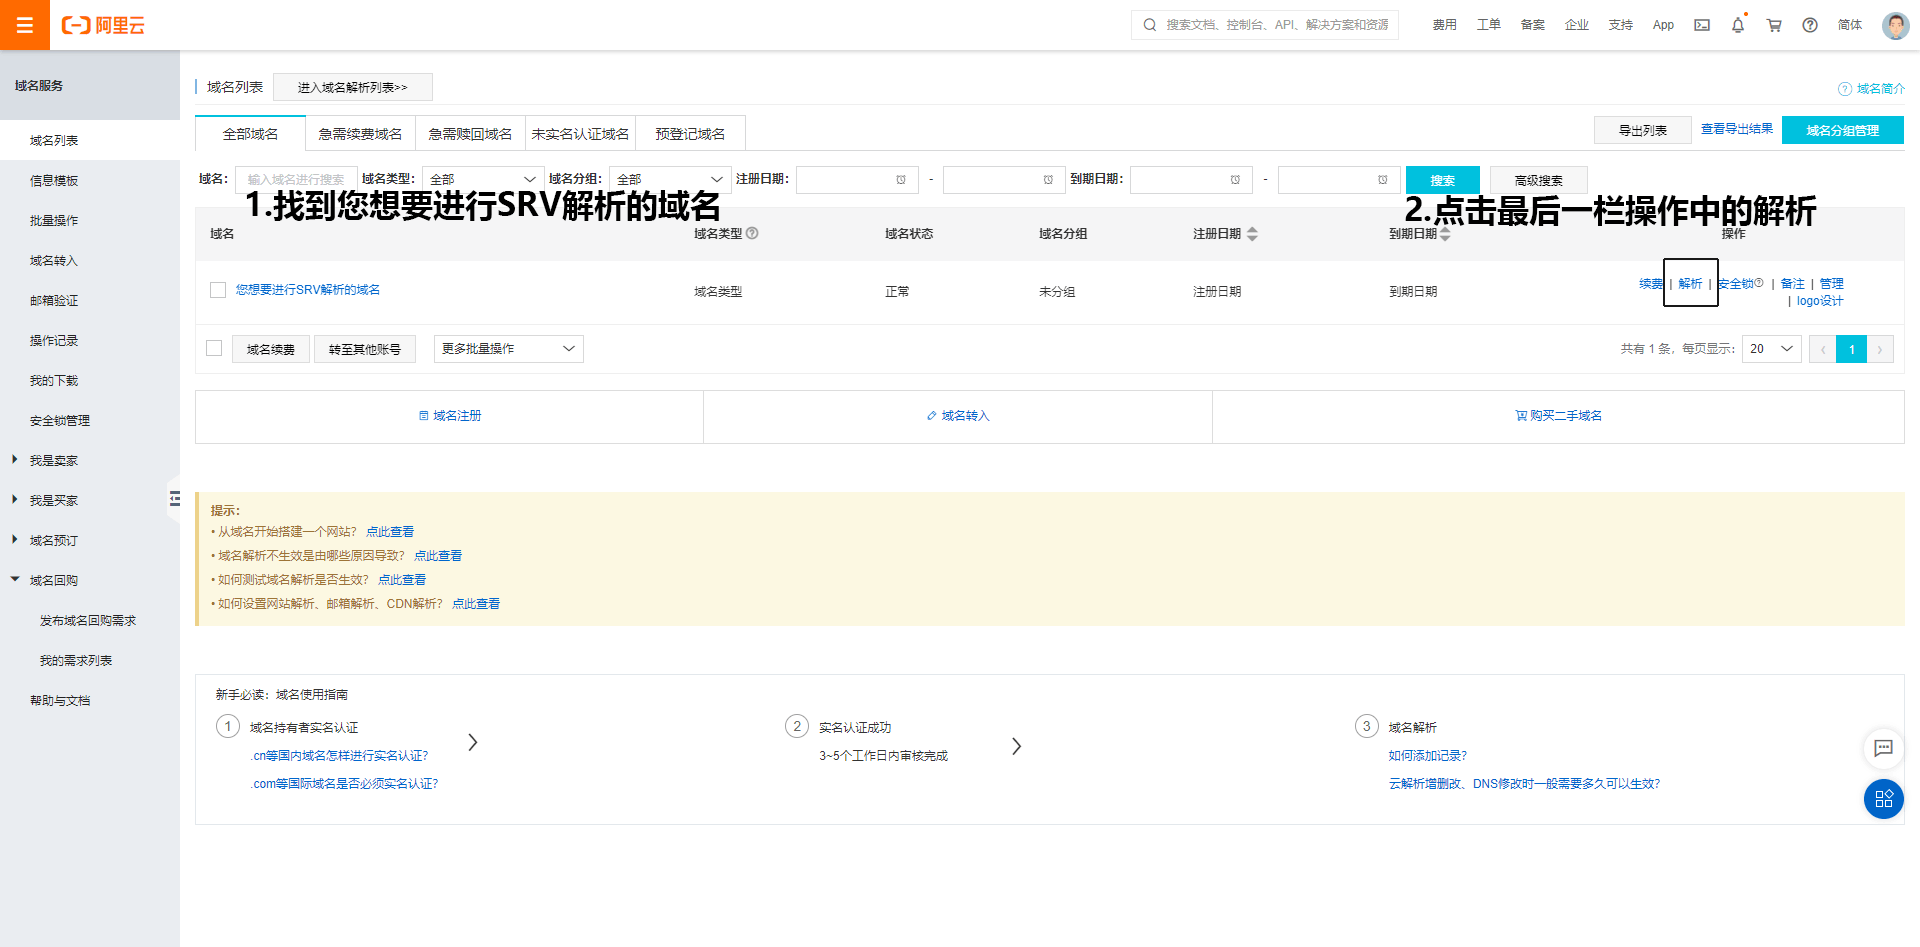 阿里云
搜索文档、控制台、API、解决方案和资源
费用 工单 备案 企业 支持 App 简体
域名服务
域名列表
信息模板
批量操作
域名转入
邮箱验证
操作记录
我的下载
安全锁管理
我是卖家
我是买家
域名预订
域名回购
发布域名回购需求
我的需求列表
帮助与文档
域名列表 进入域名解析列表>>
域名简介
全部域名 急需续费域名 急需赎回域名 未实名认证域名 预登记域名
导出列表 查看导出结果 域名分组管理
域名： 输入域名进行搜索 域名类型： 全部 域名分组： 全部 注册日期： - 到期日期： - 搜索 高级搜索
1.找到您想要进行SRV解析的域名
2.点击最后一栏操作中的解析
域名 域名类型 域名状态 域名分组 注册日期 到期日期 操作
您想要进行SRV解析的域名 域名类型 正常 未分组 注册日期 到期日期 续费 | 解析 | 安全锁 | 备注 | 管理
| logo设计
域名续费 转至其他账号 更多批量操作 共有 1 条，每页显示： 20 1
域名注册 域名转入 购买二手域名
提示：
• 从域名开始搭建一个网站？ 点此查看
• 域名解析不生效是由哪些原因导致？ 点此查看
• 如何测试域名解析是否生效？ 点此查看
• 如何设置网站解析、邮箱解析、CDN解析？ 点此查看
新手必读：域名使用指南
1 域名持有者实名认证
.cn等国内域名怎样进行实名认证？
.com等国际域名是否必须实名认证？
2 实名认证成功
3~5个工作日内审核完成
3 域名解析
如何添加记录？
云解析增删改、DNS修改时一般需要多久可以生效？